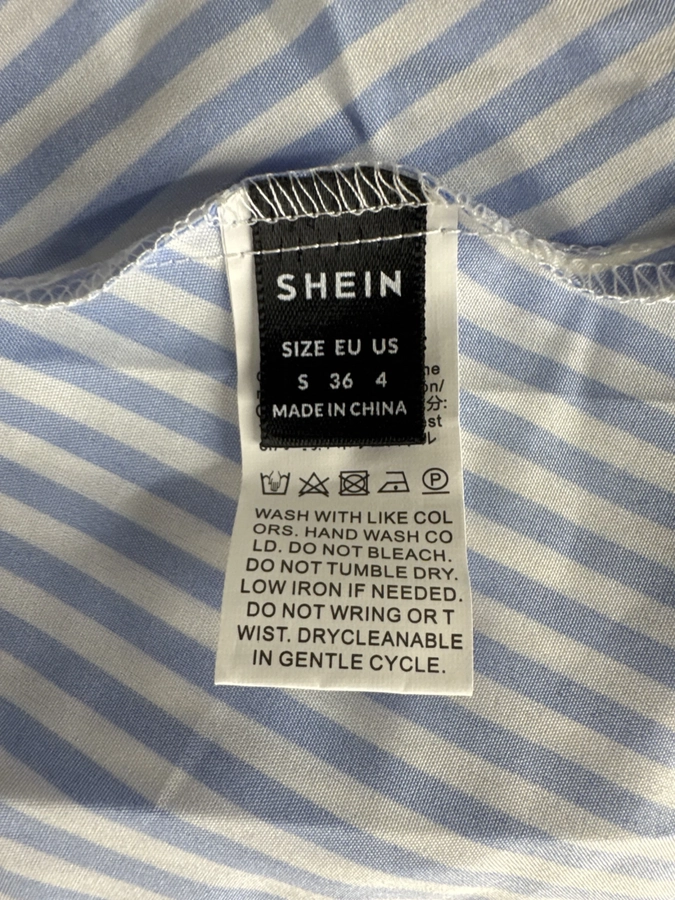 SHEIN
SIZE EU US
S 36 4
MADE IN CHINA
分:
P
WASH WITH LIKE COL
ORS. HAND WASH CO
LD. DO NOT BLEACH.
DO NOT TUMBLE DRY.
LOW IRON IF NEEDED.
DO NOT WRING OR T
WIST. DRYCLEANABLE
IN GENTLE CYCLE.